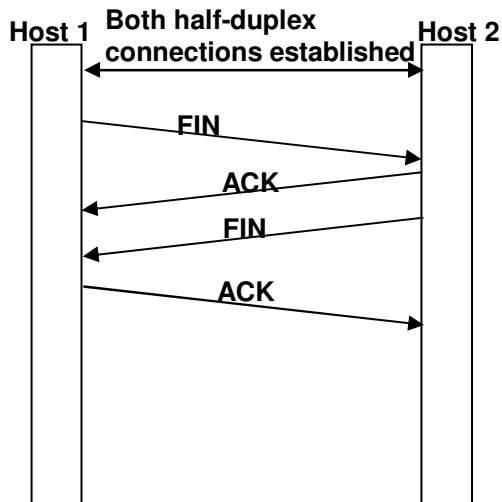 Both half-duplex
Host 1
Host 2
connections established
FIN
ACK
FIN
ACK